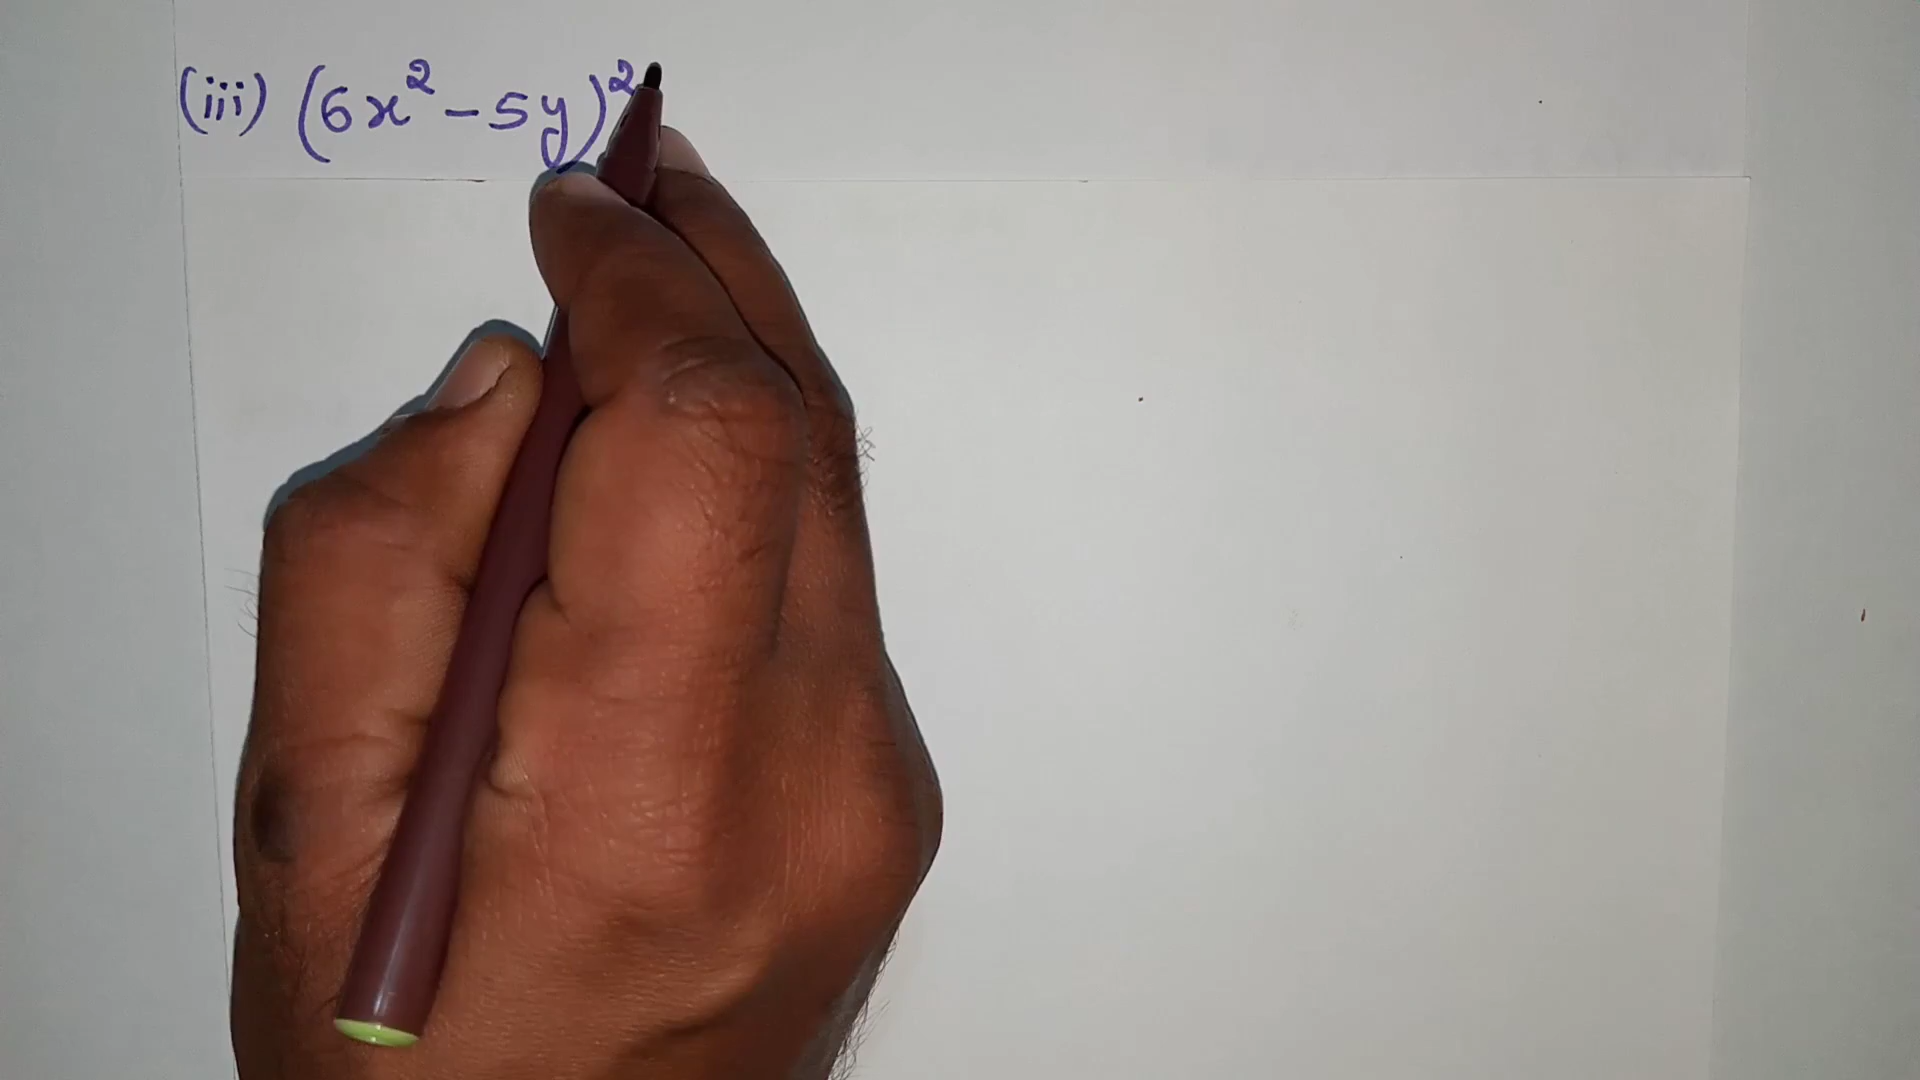 (iii) (6x² - 5y)²